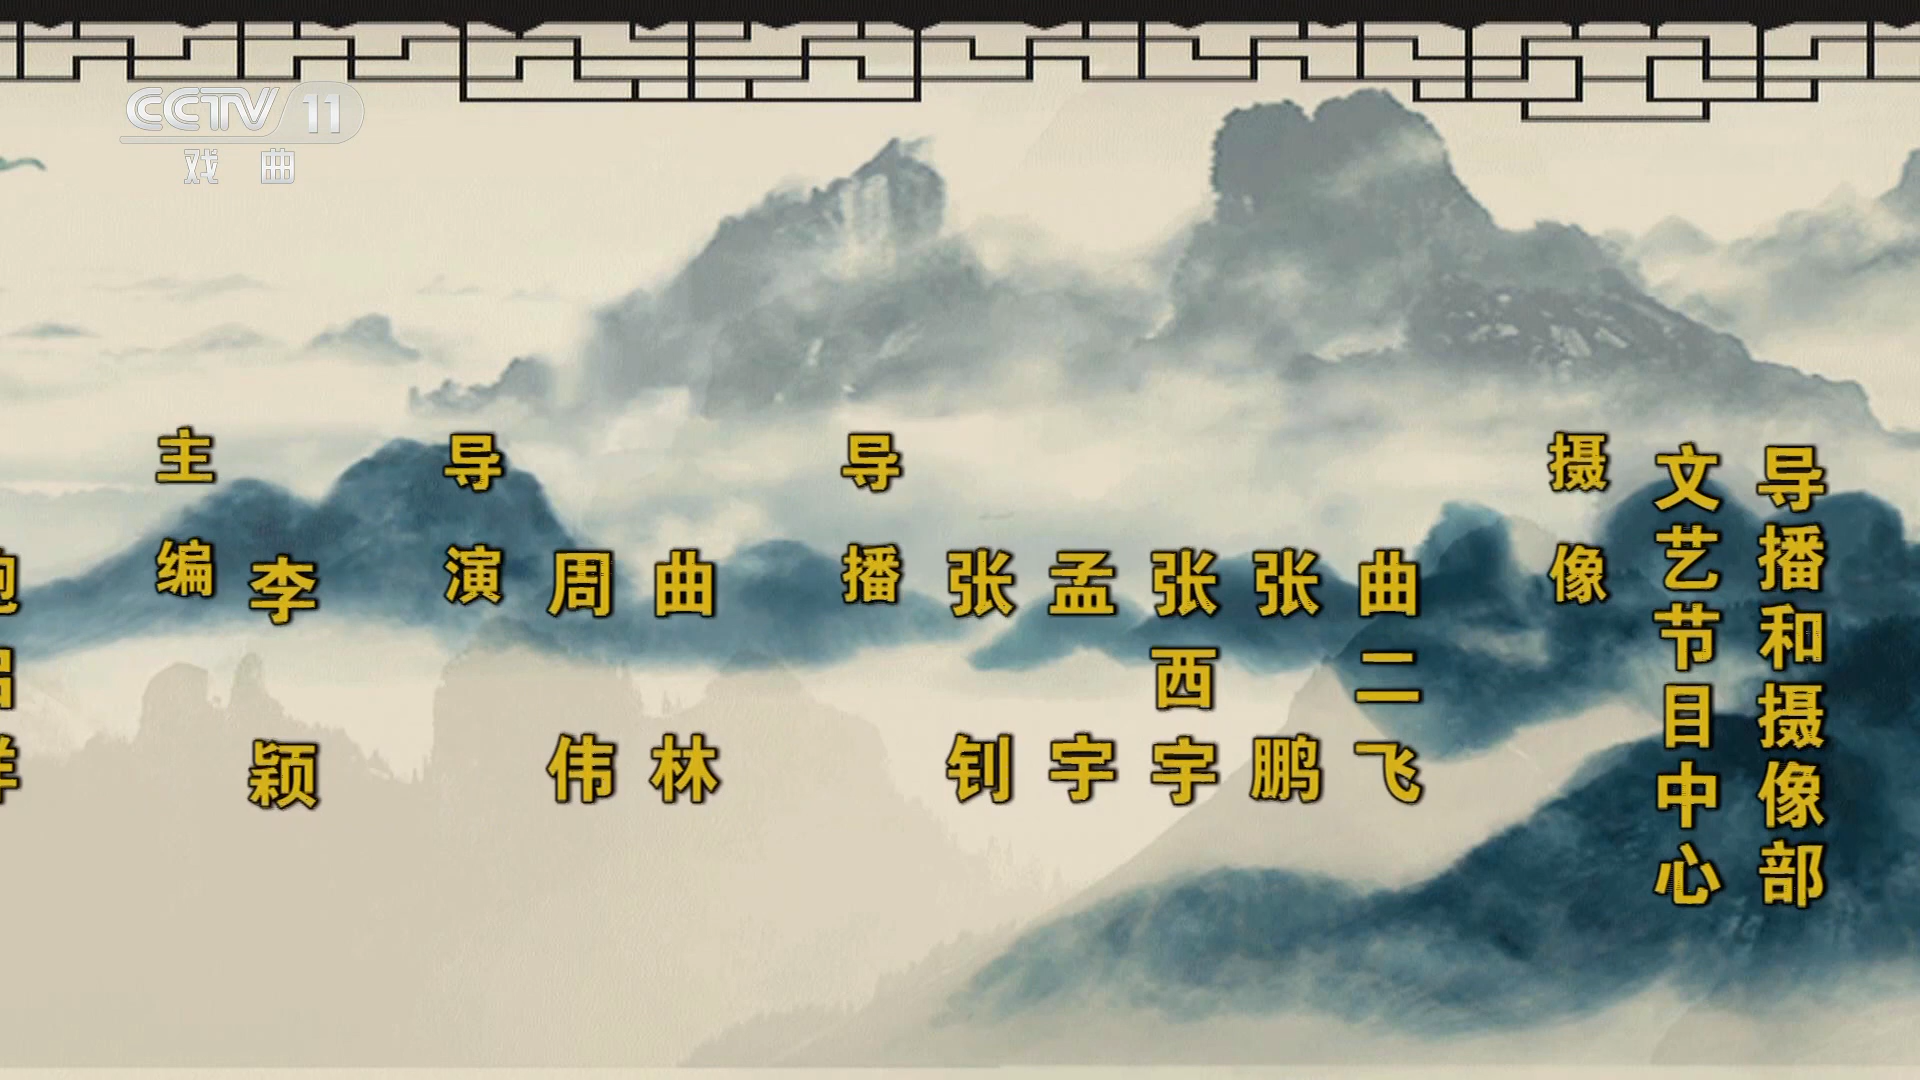 CCTV 11
戏曲
主编
李颖
导演
周伟
曲林
导播
张钊
孟宇
张西宇
张鹏
曲二飞
摄像
文艺节目中心
导播和摄像部